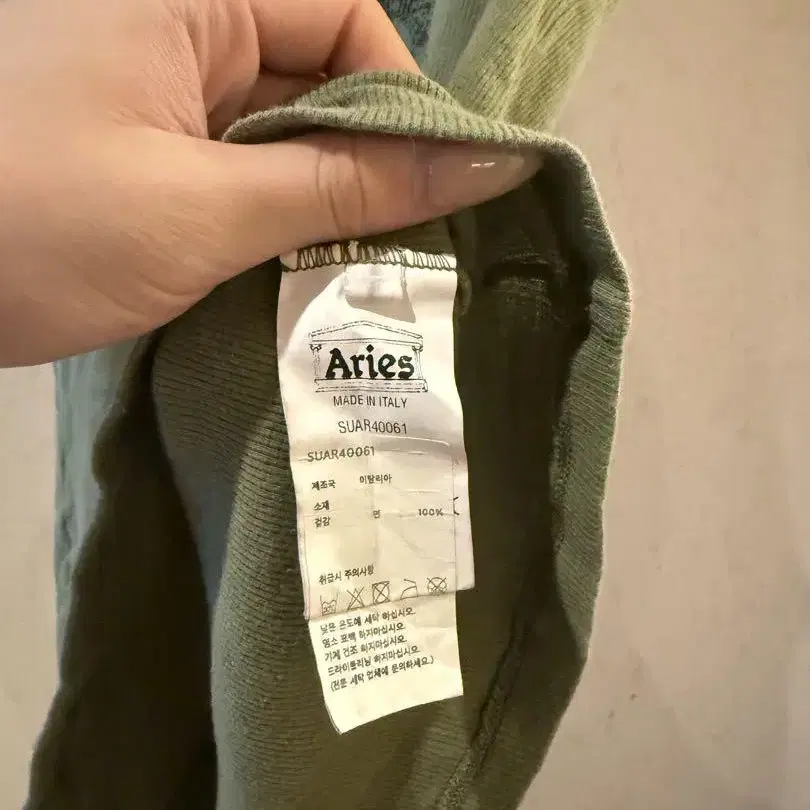 Aries
MADE IN ITALY
SUAR40061
SUAR40061
제조국 이탈리아
소재
겉감 면 100%
취급시 주의사항
낮은 온도에 세탁 하십시오
염소 표백 하지마십시오
기계 건조 하지마십시오
드라이클리닝 하지마십시오
(전문 세탁 업체에 문의하세요.)